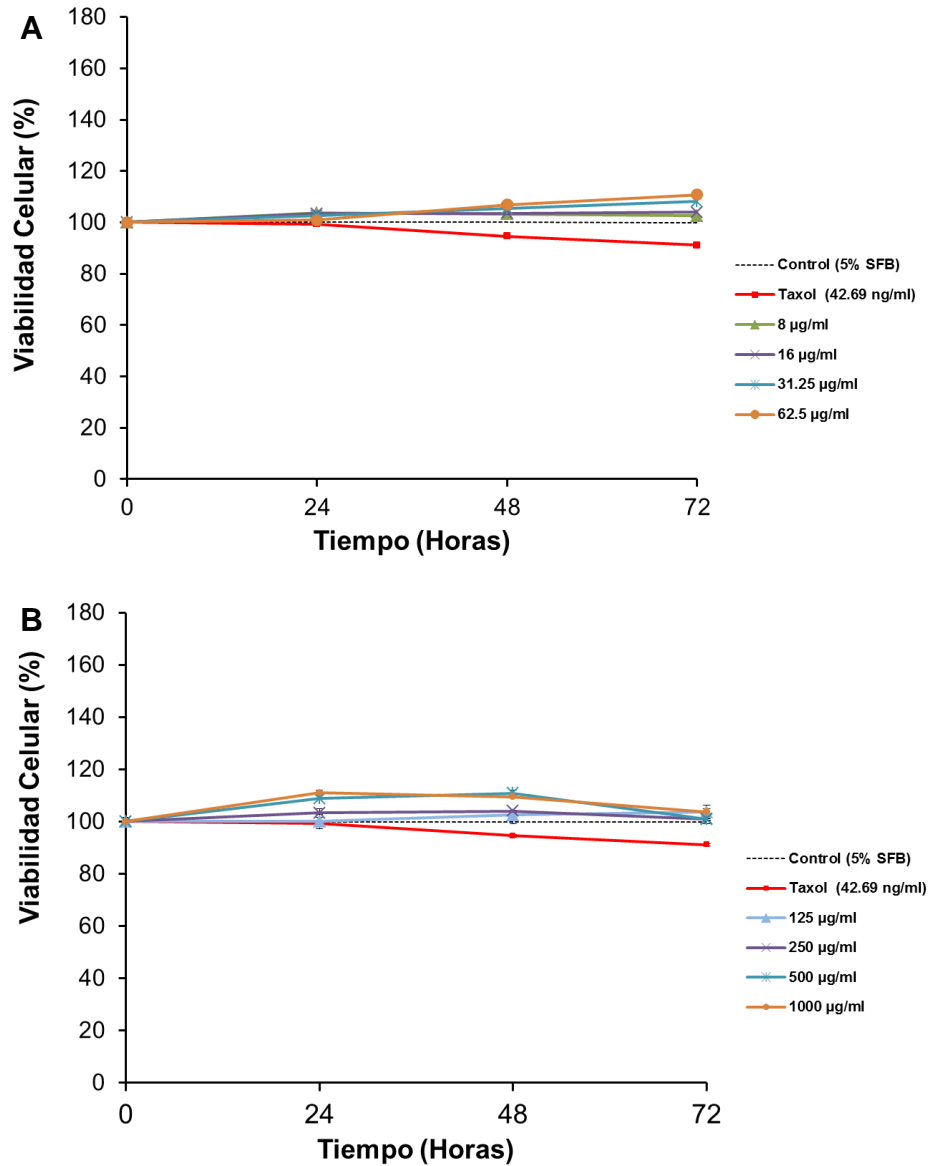 A
180
160
140
120
100
80
60
40
20
0
Viabilidad Celular (%)
0 24 48 72
Tiempo (Horas)
Control (5% SFB)
Taxol (42.69 ng/ml)
8 µg/ml
16 µg/ml
31.25 µg/ml
62.5 µg/ml
B
180
160
140
120
100
80
60
40
20
0
Viabilidad Celular (%)
0 24 48 72
Tiempo (Horas)
Control (5% SFB)
Taxol (42.69 ng/ml)
125 µg/ml
250 µg/ml
500 µg/ml
1000 µg/ml